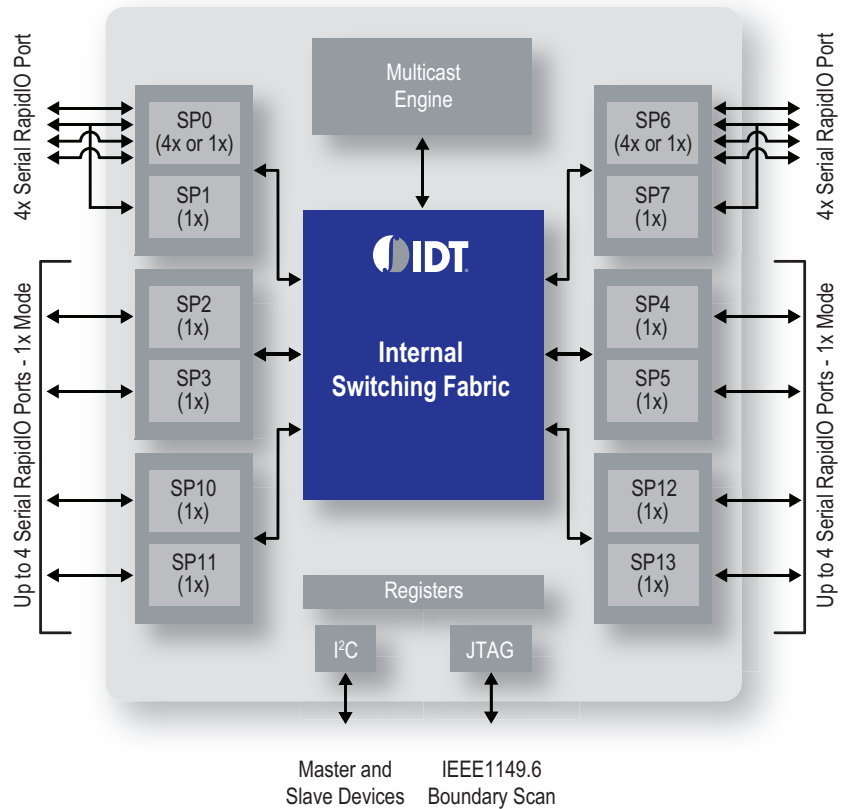 4x Serial RapidIO Port
Up to 4 Serial RapidIO Ports - 1x Mode
SP0
(4x or 1x)
SP1
(1x)
SP2
(1x)
SP3
(1x)
SP10
(1x)
SP11
(1x)
Multicast
Engine
IDT
Internal
Switching Fabric
Registers
I²C
JTAG
Master and
Slave Devices
IEEE1149.6
Boundary Scan
SP6
(4x or 1x)
SP7
(1x)
SP4
(1x)
SP5
(1x)
SP12
(1x)
SP13
(1x)
4x Serial RapidIO Port
Up to 4 Serial RapidIO Ports - 1x Mode